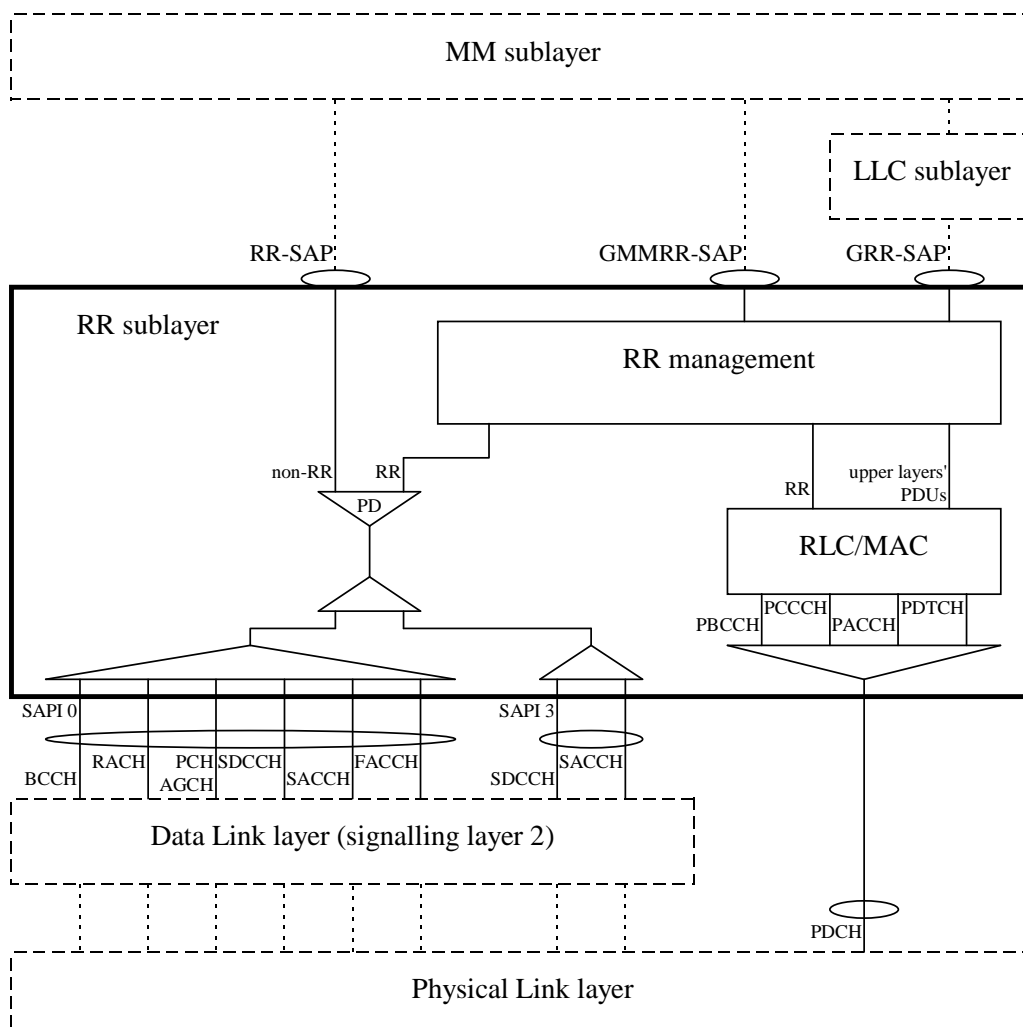 MM sublayer
LLC sublayer
RR-SAP
GMMRR-SAP
GRR-SAP
RR sublayer
RR management
non-RR
RR
RR
upper layers'
PDUs
PD
RLC/MAC
PBCCH
PCCCH
PACCH
PDTCH
SAPI 0
SAPI 3
BCCH
RACH
PCH
AGCH
SDCCH
SACCH
FACCH
SDCCH
SACCH
Data Link layer (signalling layer 2)
PDCH
Physical Link layer